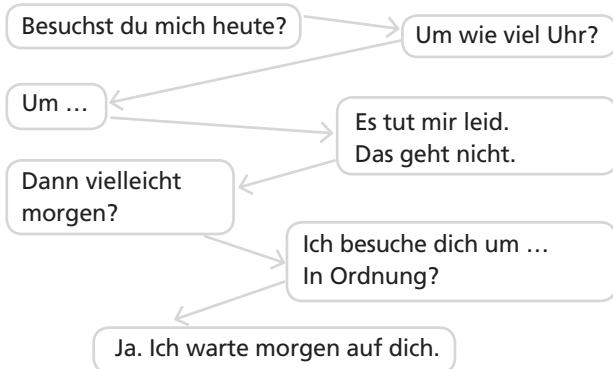 Besuchst du mich heute?
Um wie viel Uhr?
Um …
Es tut mir leid.
Das geht nicht.
Dann vielleicht
morgen?
Ich besuche dich um …
In Ordnung?
Ja. Ich warte morgen auf dich.